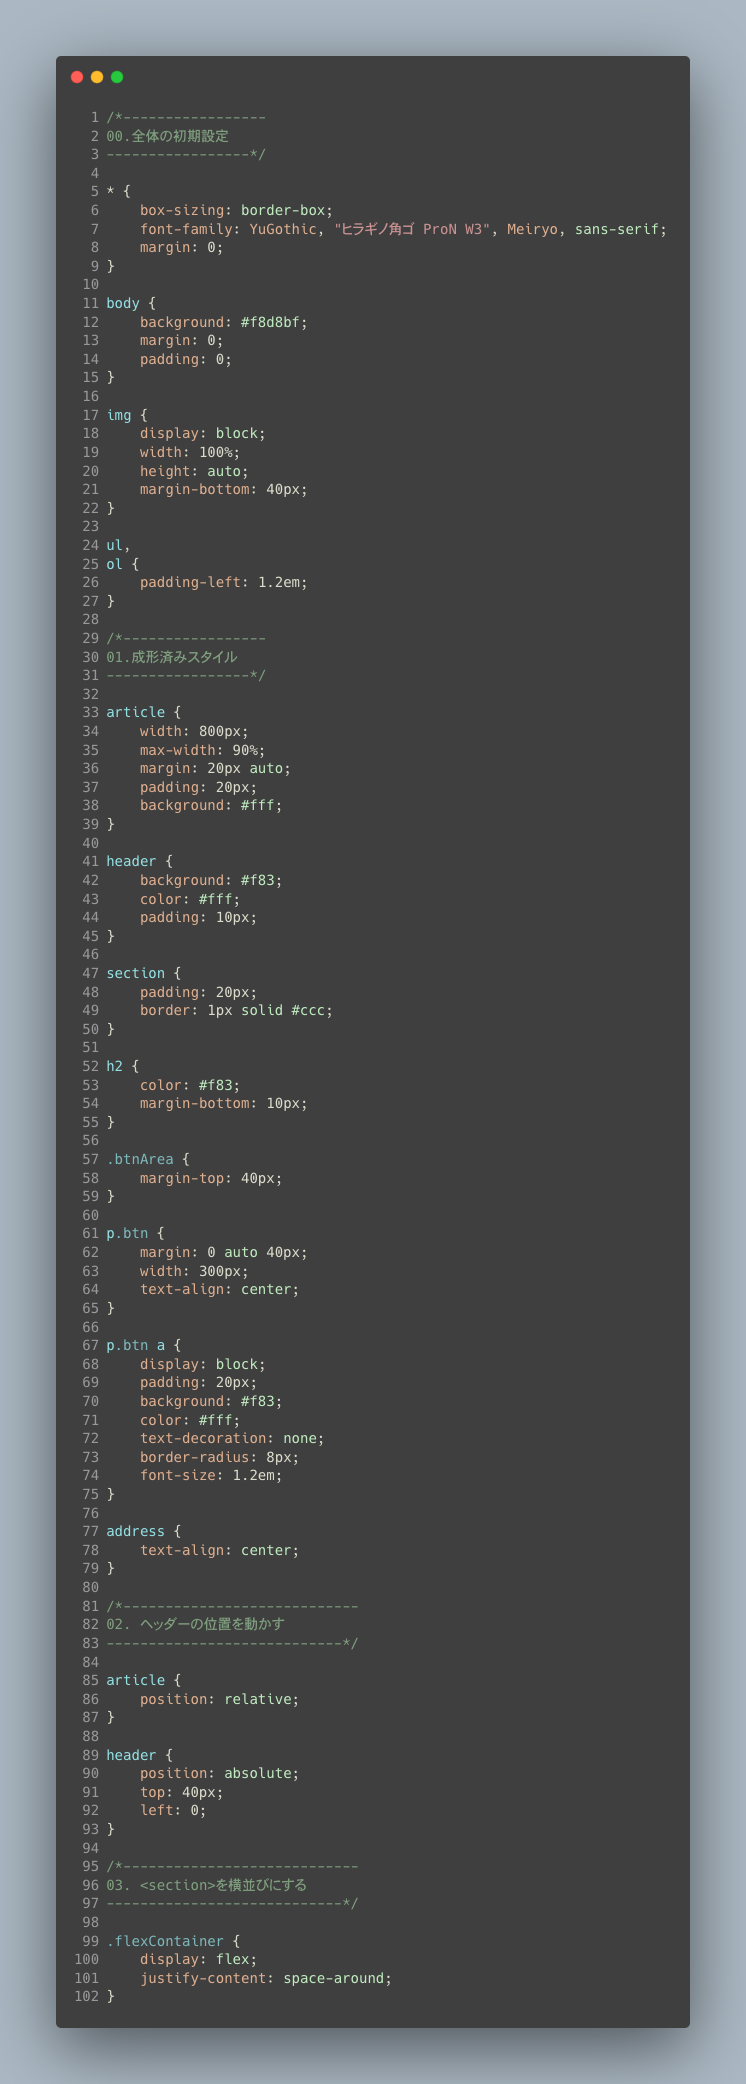 1 /*-----------------
2 00.全体の初期設定
3 -----------------*/
4
5 * {
6     box-sizing: border-box;
7     font-family: YuGothic, "ヒラギノ角ゴ ProN W3", Meiryo, sans-serif;
8     margin: 0;
9 }
10
11 body {
12     background: #f8d8bf;
13     margin: 0;
14     padding: 0;
15 }
16
17 img {
18     display: block;
19     width: 100%;
20     height: auto;
21     margin-bottom: 40px;
22 }
23
24 ul,
25 ol {
26     padding-left: 1.2em;
27 }
28
29 /*-----------------
30 01.成形済みスタイル
31 -----------------*/
32
33 article {
34     width: 800px;
35     max-width: 90%;
36     margin: 20px auto;
37     padding: 20px;
38     background: #fff;
39 }
40
41 header {
42     background: #f83;
43     color: #fff;
44     padding: 10px;
45 }
46
47 section {
48     padding: 20px;
49     border: 1px solid #ccc;
50 }
51
52 h2 {
53     color: #f83;
54     margin-bottom: 10px;
55 }
56
57 .btnArea {
58     margin-top: 40px;
59 }
60
61 p.btn {
62     margin: 0 auto 40px;
63     width: 300px;
64     text-align: center;
65 }
66
67 p.btn a {
68     display: block;
69     padding: 20px;
70     background: #f83;
71     color: #fff;
72     text-decoration: none;
73     border-radius: 8px;
74     font-size: 1.2em;
75 }
76
77 address {
78     text-align: center;
79 }
80
81 /*----------------------------
82 02. ヘッダーの位置を動かす
83 ----------------------------*/
84
85 article {
86     position: relative;
87 }
88
89 header {
90     position: absolute;
91     top: 40px;
92     left: 0;
93 }
94
95 /*----------------------------
96 03. <section>を横並びにする
97 ----------------------------*/
98
99 .flexContainer {
100     display: flex;
101     justify-content: space-around;
102 }